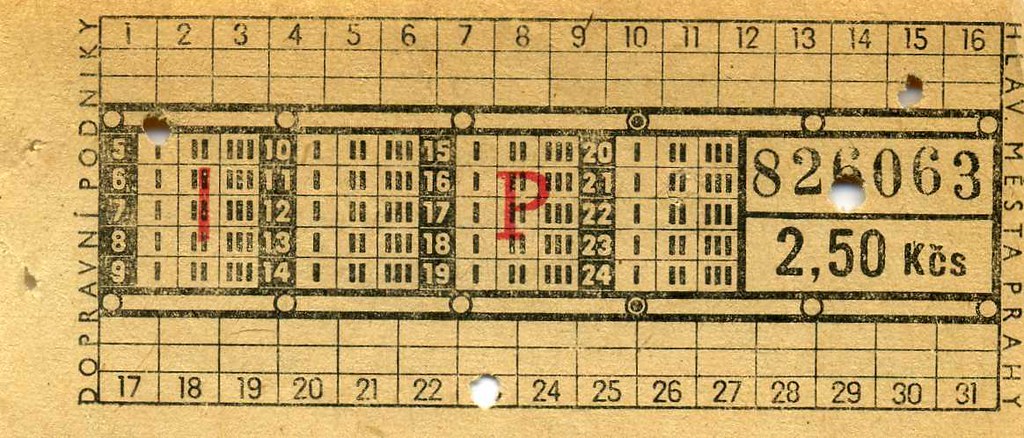 1 2 3 4 5 6 7 8 9 10 11 12 13 14 15 16
DOPRAVNÍ PODNIKY
5 I II III 10 I II III 15 I II III 20 I II III
6 I II III 11 I II III 16 I II III 21 I II III
7 I II III 12 I II III 17 I II III 22 I II III
8 I II III 13 I II III 18 I II III 23 I II III
9 I II III 14 I II III 19 I II III 24 I II III
I P
826063
2,50 Kčs
HLAV MĚSTA PRAHY
17 18 19 20 21 22 24 25 26 27 28 29 30 31